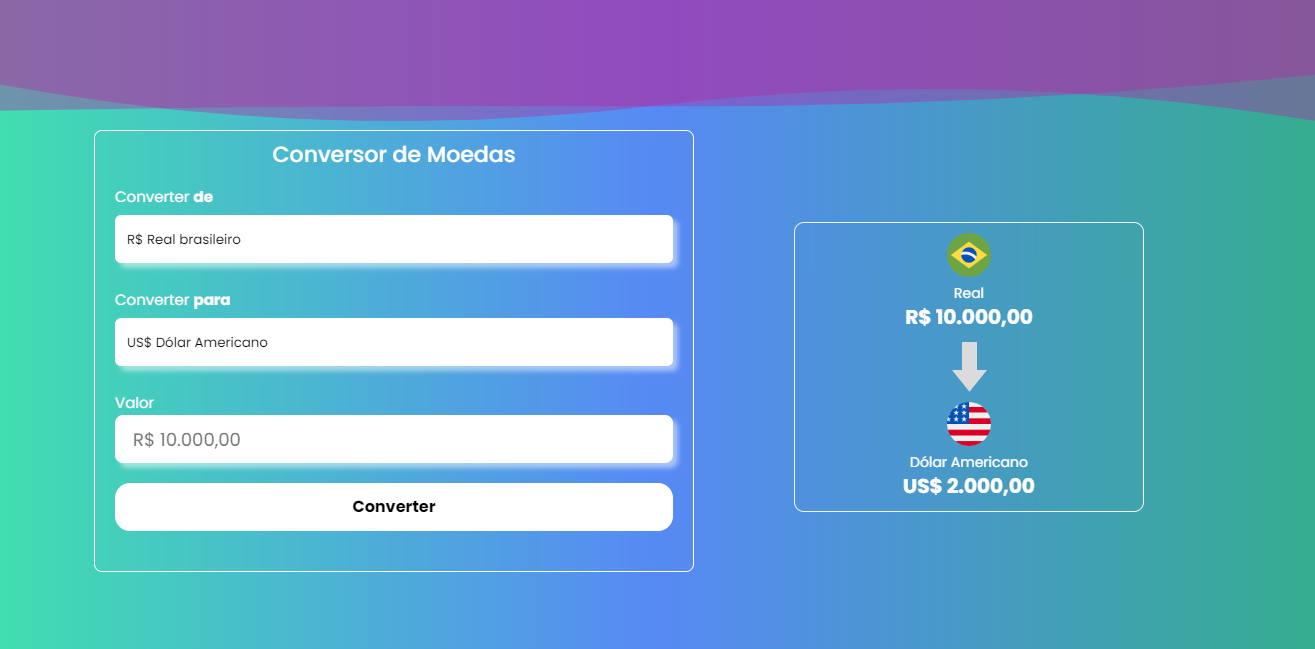 Conversor de Moedas
Converter de
R$ Real brasileiro
Converter para
US$ Dólar Americano
Valor
R$ 10.000,00
Converter
Real
R$ 10.000,00
Dólar Americano
US$ 2.000,00